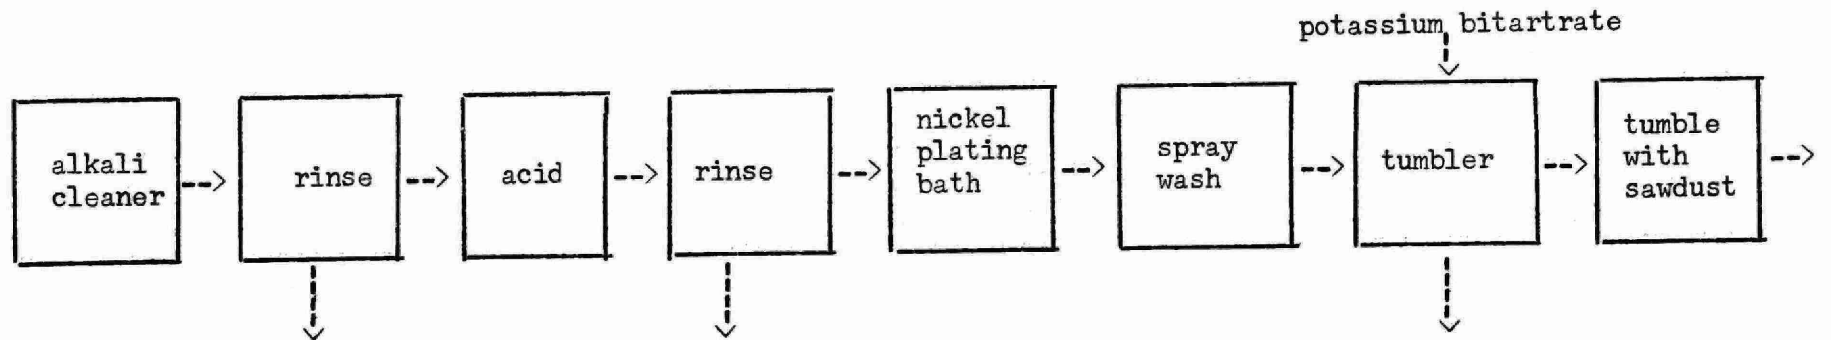 potassium bitartrate
alkali
cleaner
rinse
acid
rinse
nickel
plating
bath
spray
wash
tumbler
tumble
with
sawdust